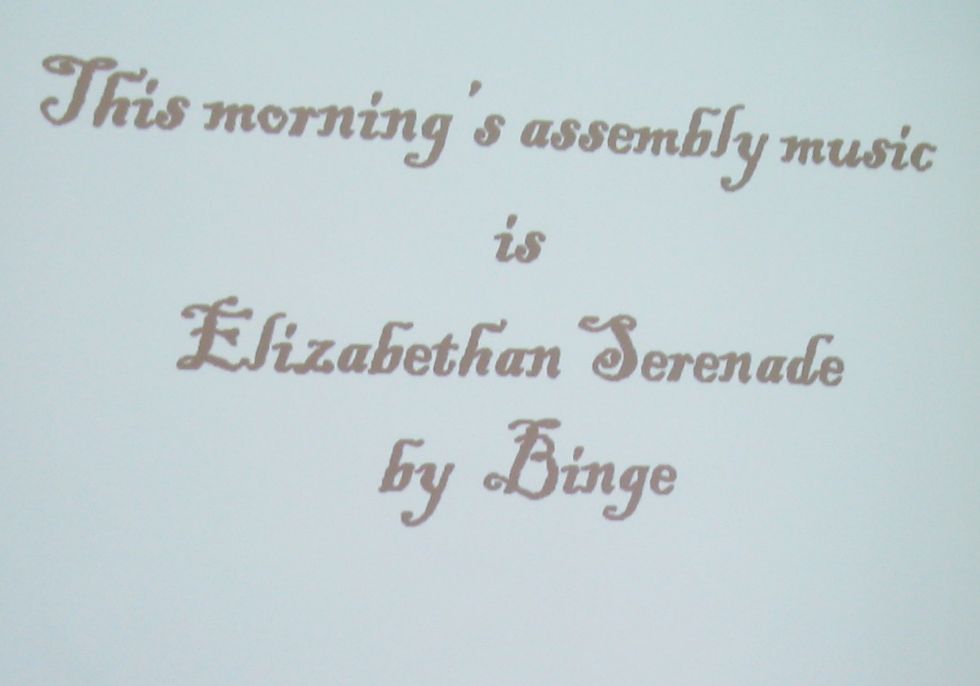 This morning's assembly music
is
Elizabethan Serenade
by Binge